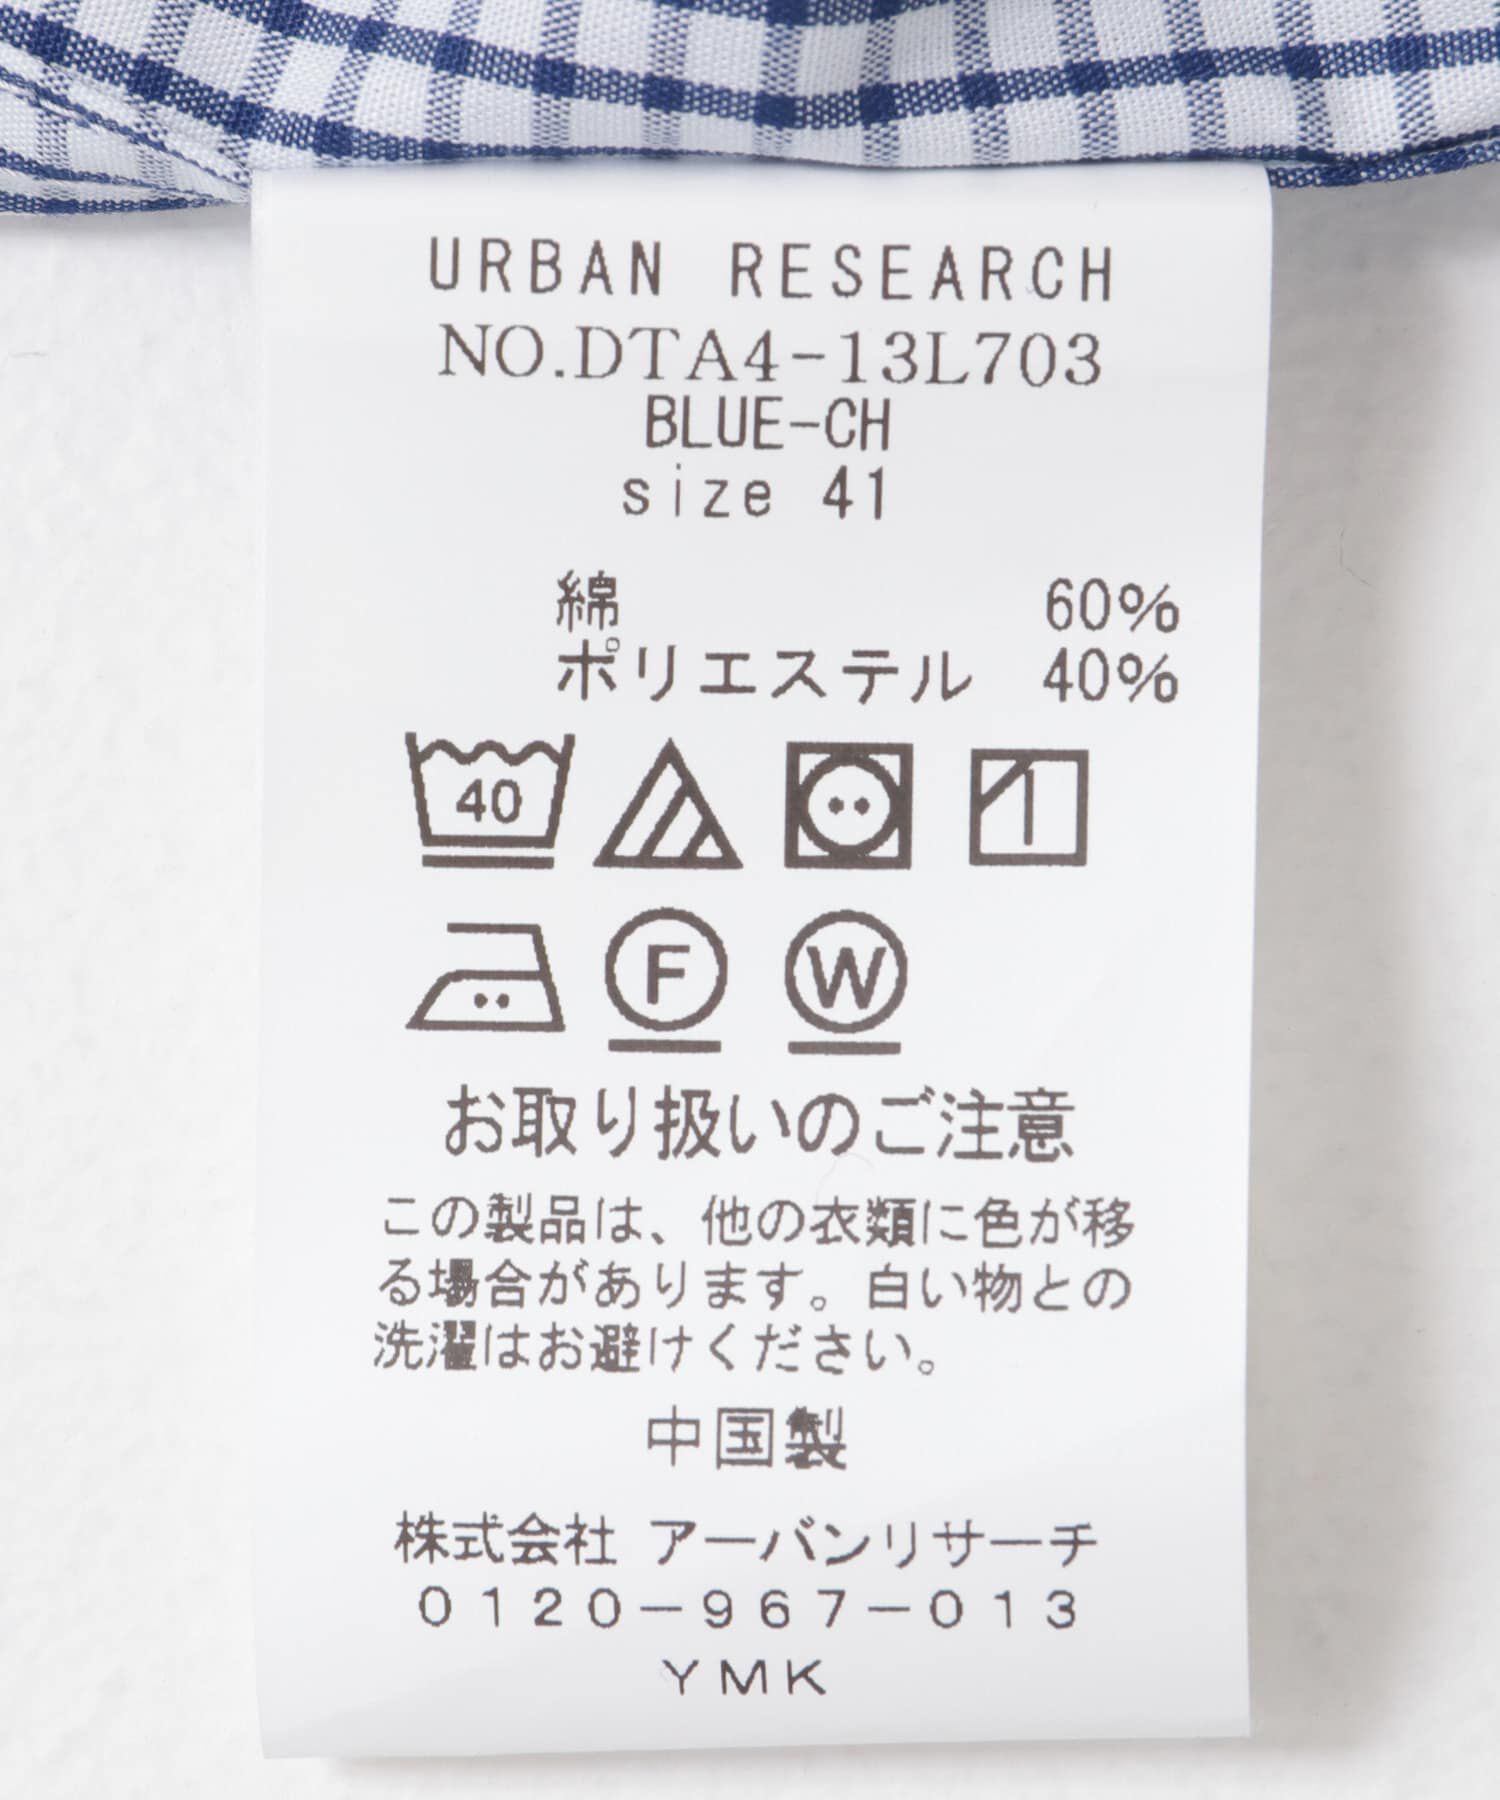 URBAN RESEARCH
NO.DTA4-13L703
BLUE-CH
size 41
綿 60%
ポリエステル 40%
40
F W
お取り扱いのご注意
この製品は、他の衣類に色が移
る場合があります。白い物との
洗濯はお避けください。
中国製
株式会社 アーバンリサーチ
0120-967-013
YMK